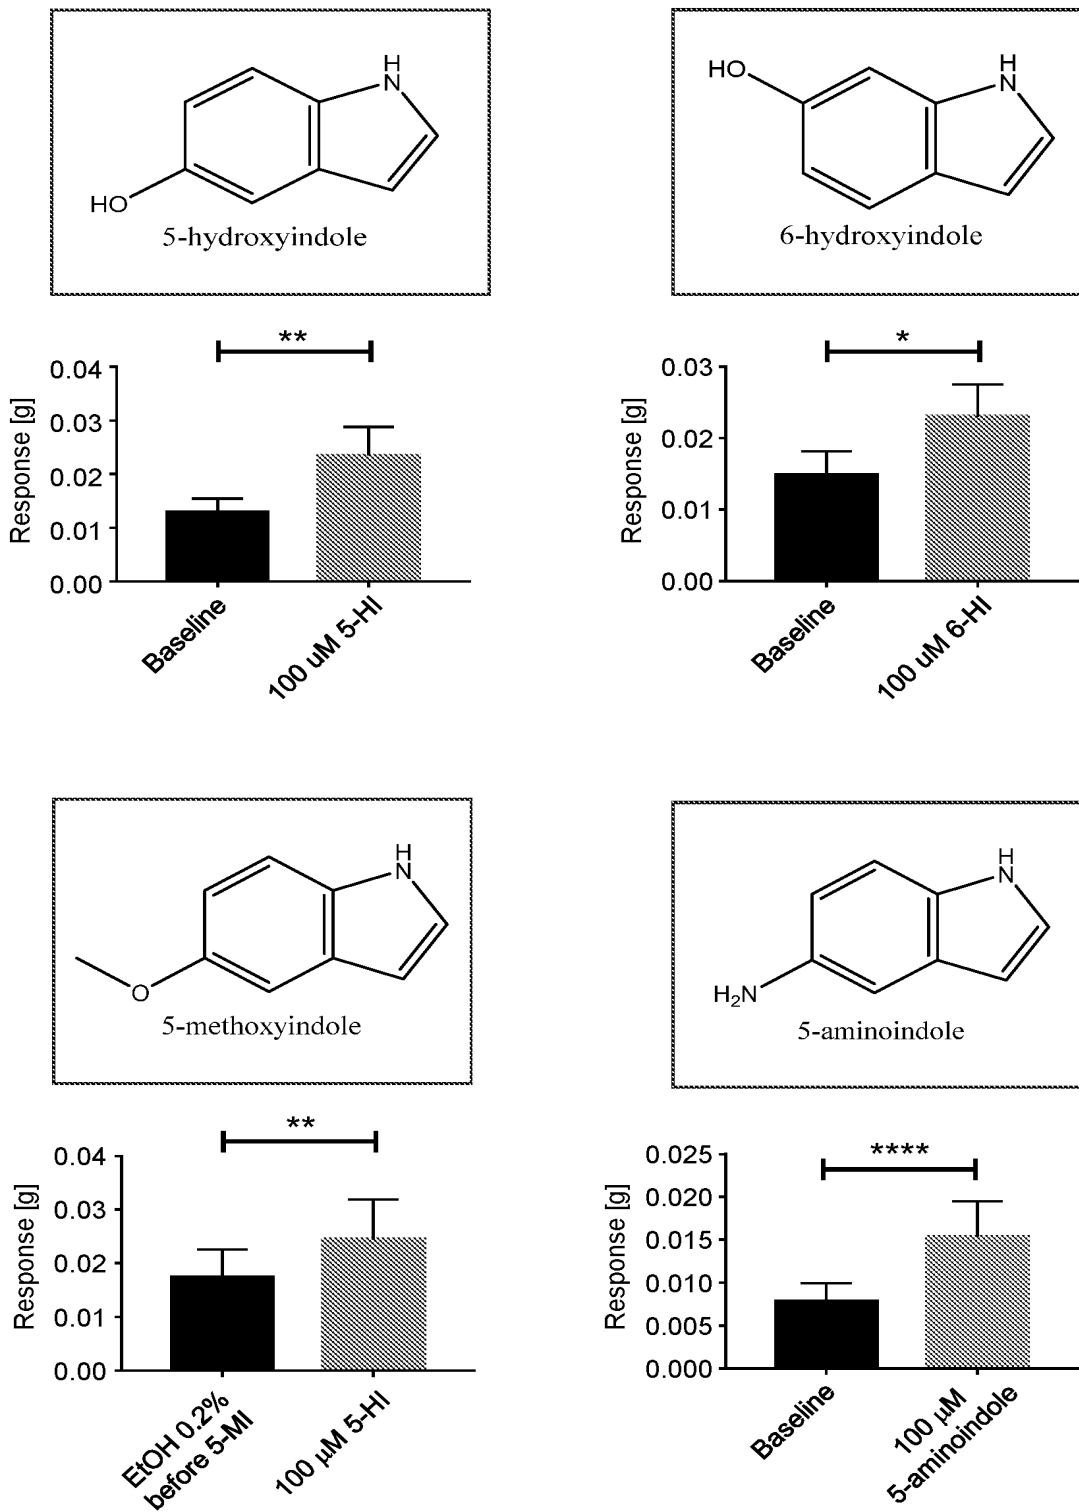 H
N
HO
5-hydroxyindole
HO
H
N
6-hydroxyindole
**
0.04
0.03
0.02
0.01
0.00
Response [g]
Baseline
100 uM 5-HI
*
0.03
0.02
0.01
0.00
Response [g]
Baseline
100 uM 6-HI
H
N
O
5-methoxyindole
H
N
H2N
5-aminoindole
**
0.04
0.03
0.02
0.01
0.00
Response [g]
EtOH 0.2%
before 5-MI
100 µM 5-HI
****
0.025
0.020
0.015
0.010
0.005
0.000
Response [g]
Baseline
100 µM
5-aminoindole